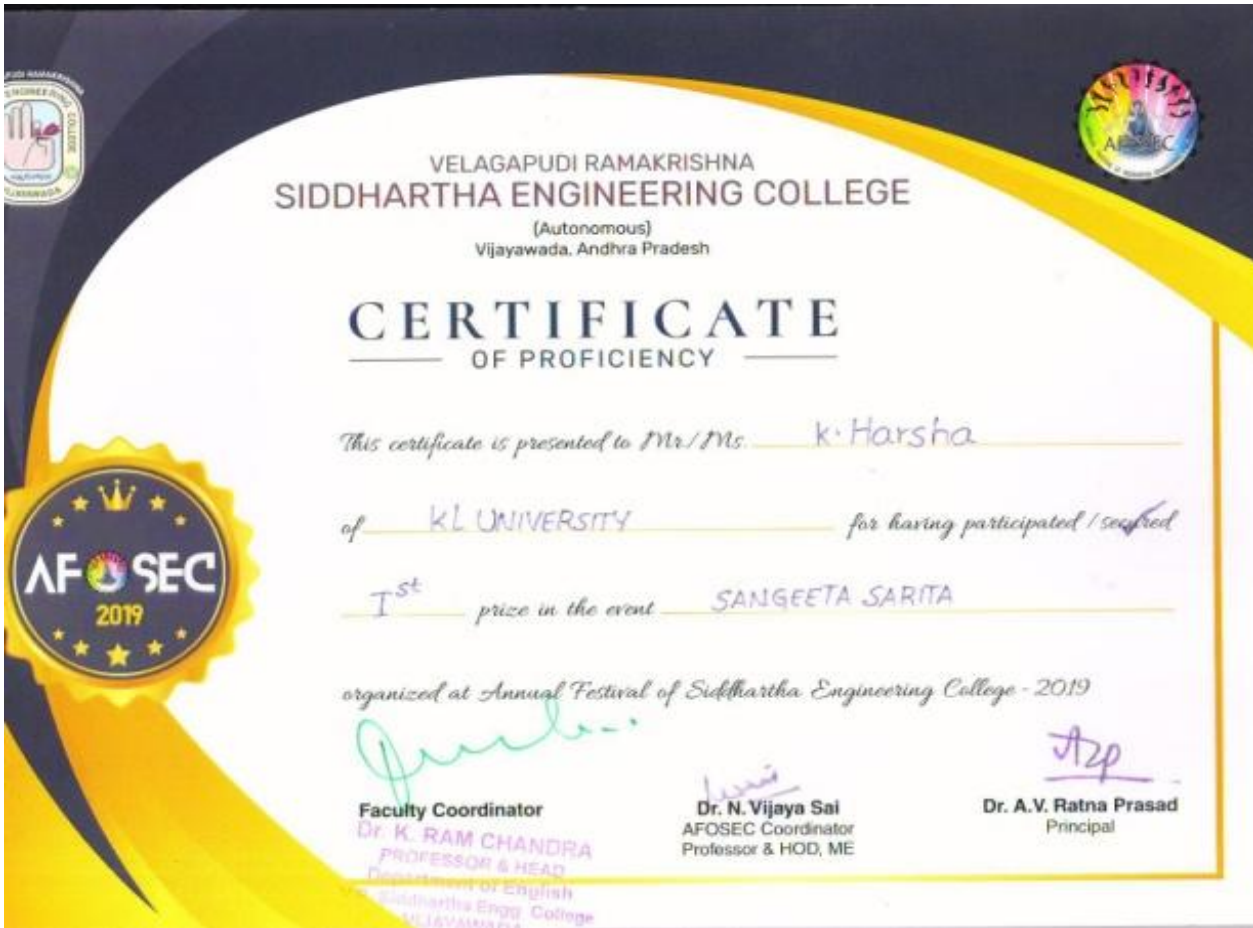 VELAGAPUDI RAMAKRISHNA
SIDDHARTHA ENGINEERING COLLEGE
(Autonomous)
Vijayawada, Andhra Pradesh
CERTIFICATE
OF PROFICIENCY
This certificate is presented to Mr/Ms. K. Harsha
of KL UNIVERSITY for having participated / secured
Ist prize in the event SANGEETA SARITA
organized at Annual Festival of Siddhartha Engineering College - 2019
AFOSEC
2019
AFOSEC
Faculty Coordinator
Dr. K. RAM CHANDRA
PROFESSOR & HEAD
Department of English
Siddhartha Engg. College
VIJAYAWADA
Dr. N. Vijaya Sai
AFOSEC Coordinator
Professor & HOD, ME
Dr. A.V. Ratna Prasad
Principal